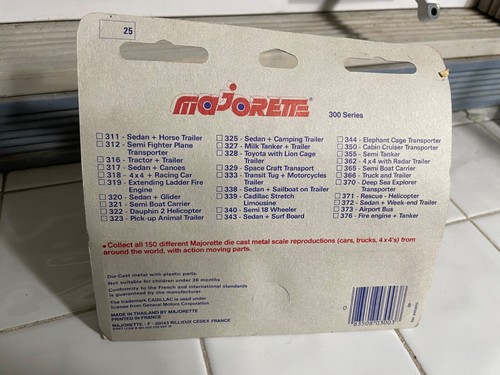 25
MAJORETTE
300 Series
311 - Sedan + Horse Trailer
312 - Semi Fighter Plane
Transporter
316 - Tractor + Trailer
317 - Sedan + Canoes
318 - 4 x 4 + Racing Car
319 - Extending Ladder Fire
Engine
320 - Sedan + Glider
321 - Semi Boat Carrier
322 - Dauphin 2 Helicopter
323 - Pick-up Animal Trailer
325 - Sedan + Camping Trailer
327 - Milk Tanker + Trailer
328 - Toyota with Lion Cage
Trailer
329 - Space Craft Transport
333 - Transit Tug + Motorcycles
Trailer
338 - Sedan + Sailboat on Trailer
339 - Cadillac Stretch
Limousine
340 - Semi 18 Wheeler
343 - Sedan + Surf Board
344 - Elephant Cage Transporter
350 - Cabin Cruiser Transporter
355 - Semi Tanker
362 - 4 x 4 with Radar Trailer
365 - Semi Boat Carrier
366 - Truck and Trailer
370 - Deep Sea Explorer
Transporter
371 - Rescue - Helicopter
372 - Sedan + Week-end Trailer
373 - Airport Bus
376 - Fire engine + Tanker
• Collect all 150 different Majorette die cast metal scale reproductions (cars, trucks, 4 x 4's) from
around the world, with action moving parts.
Die-Cast metal with plastic parts.
Not suitable for children under 36 months
Conformity to the French and international standards
is guaranteed by the manufacturer.
The trademark CADILLAC is used under
license from General Motors Corporation
MADE IN THAILAND BY MAJORETTE
PRINTED IN FRANCE
MAJORETTE - F - 01143 RILLIEUX CEDEX FRANCE
0